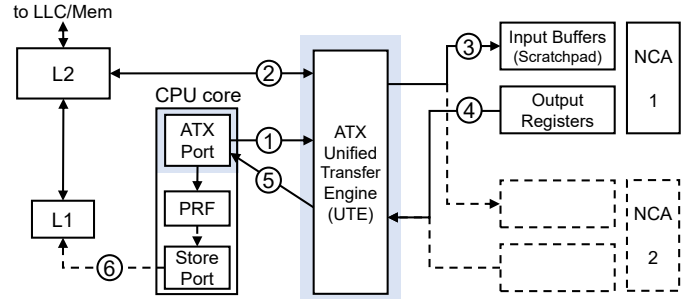 to LLC/Mem
L2
2
3
Input Buffers
(Scratchpad)
NCA
1
CPU core
ATX
Port
1
ATX
Unified
Transfer
Engine
(UTE)
4
Output
Registers
5
PRF
L1
NCA
2
6
Store
Port